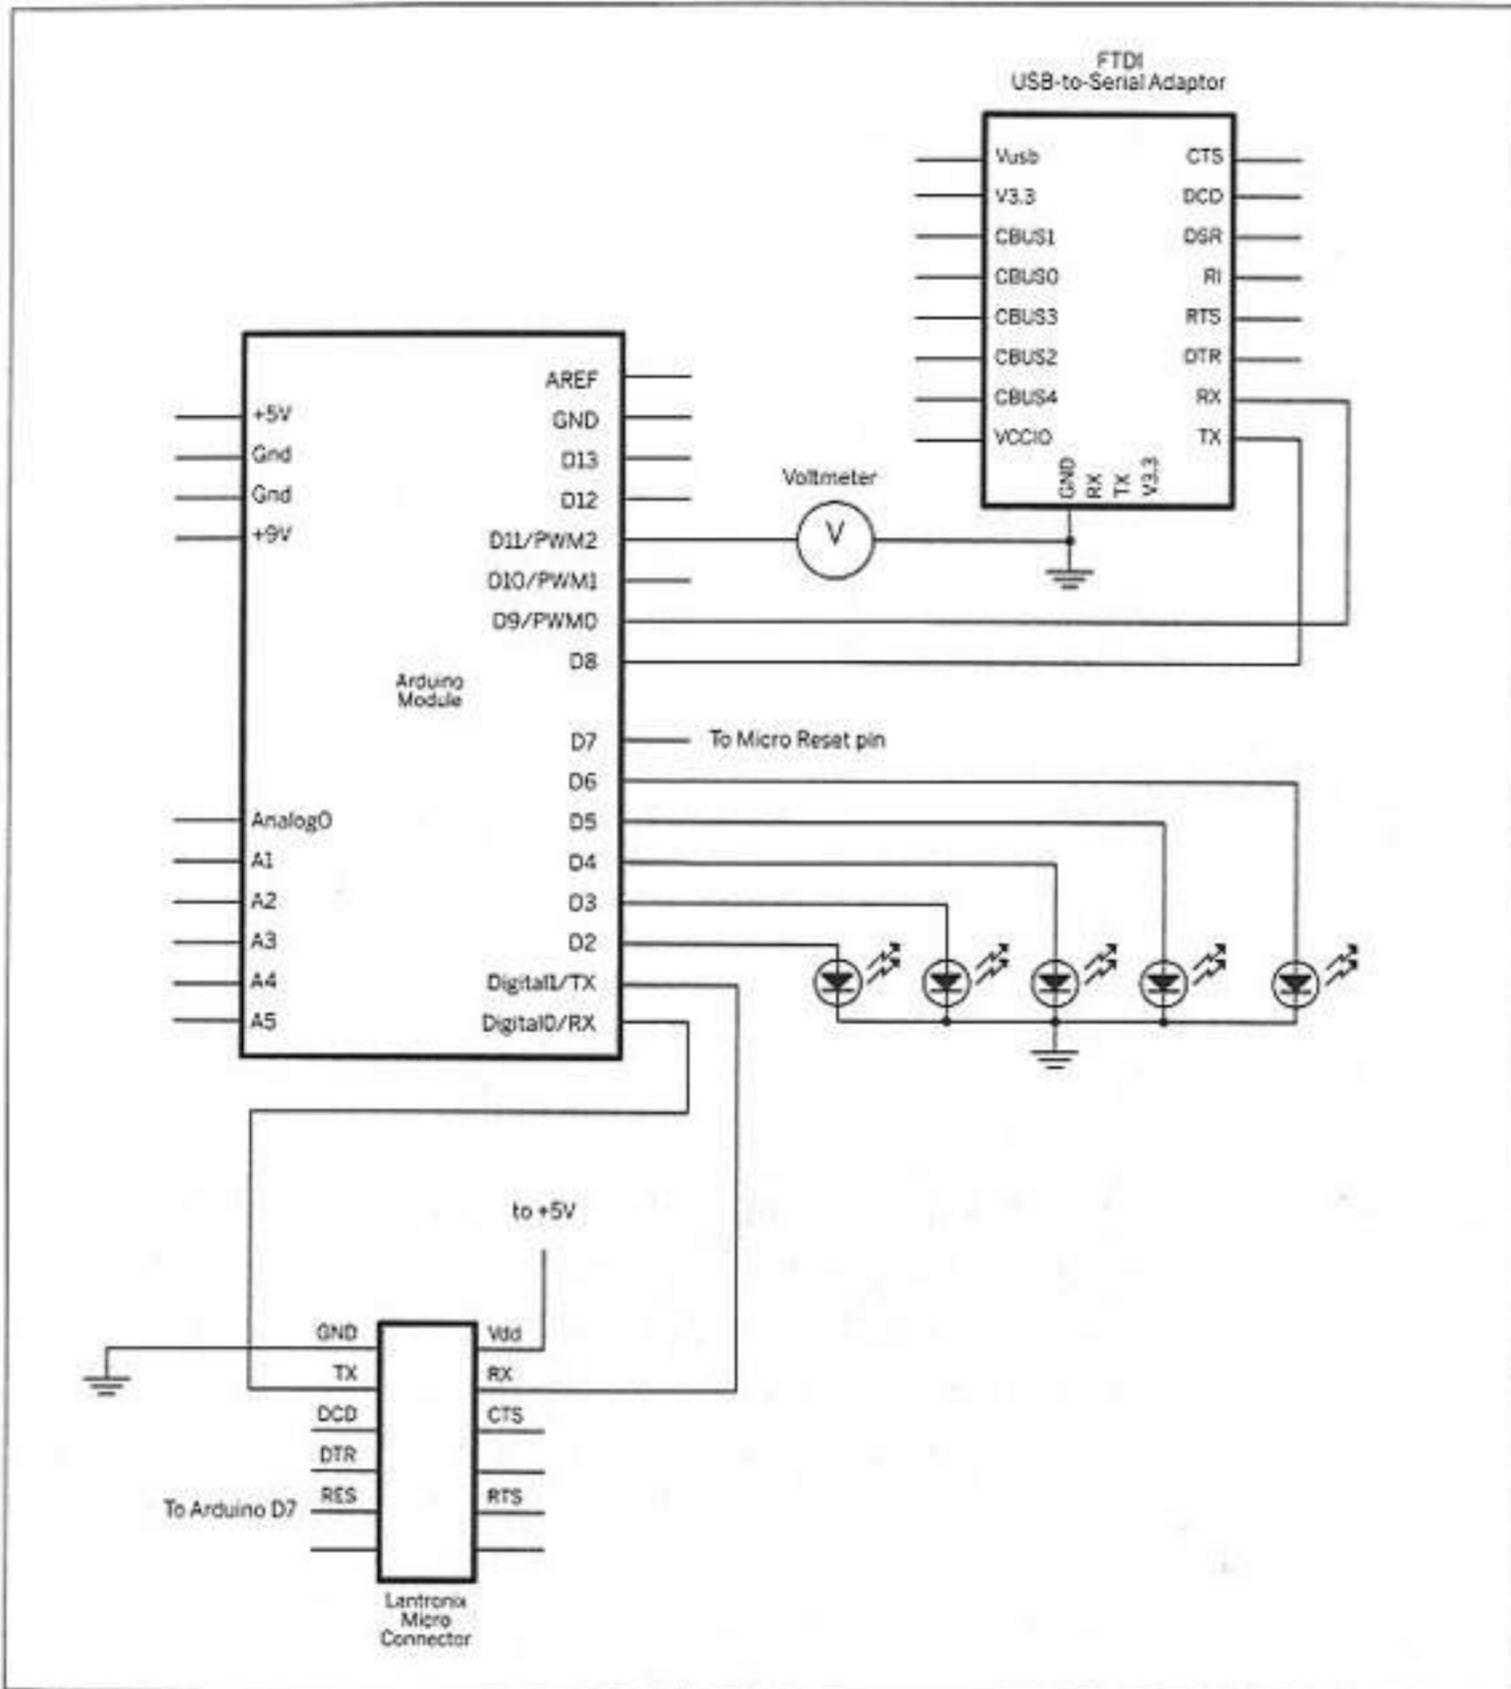 FTDI
USB-to-Serial Adaptor
Vusb
V3.3
CBUS1
CBUS0
CBUS3
CBUS2
CBUS4
VCCIO
CTS
DCD
DSR
RI
RTS
DTR
RX
TX
GND
RX
TX
V3.3
Voltmeter
V
+5V
Gnd
Gnd
+9V
Analog0
A1
A2
A3
A4
A5
Arduino
Module
AREF
GND
D13
D12
D11/PWM2
D10/PWM1
D9/PWM0
D8
D7
D6
D5
D4
D3
D2
Digital1/TX
Digital0/RX
To Micro Reset pin
to +5V
GND
TX
DCD
DTR
RES
To Arduino D7
Vdd
RX
CTS
RTS
Lantronix
Micro
Connector